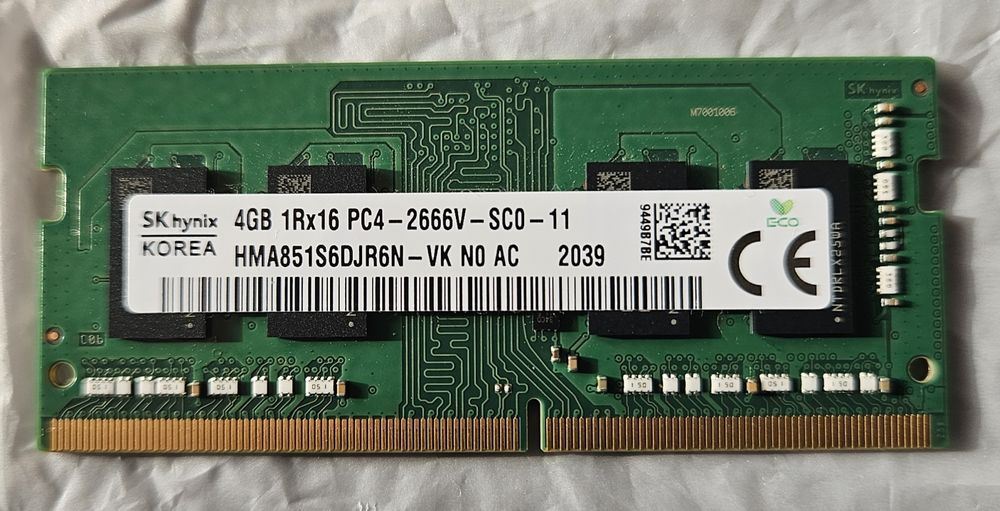 SK hynix
M7001006
SK hynix
KOREA
4GB 1Rx16 PC4-2666V-SC0-11
HMA851S6DJR6N-VK N0 AC 2039
9449B7BE
ECO
CE